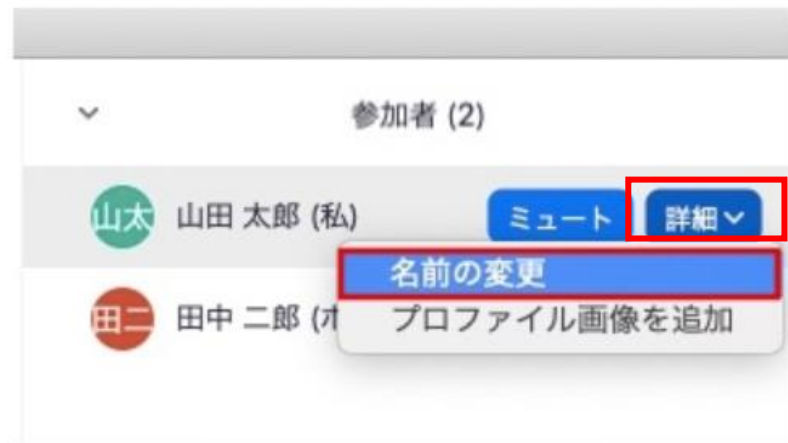 参加者 (2)
山太 山田 太郎 (私) ミュート 詳細
名前の変更
田二 田中 二郎 (ホ プロファイル画像を追加